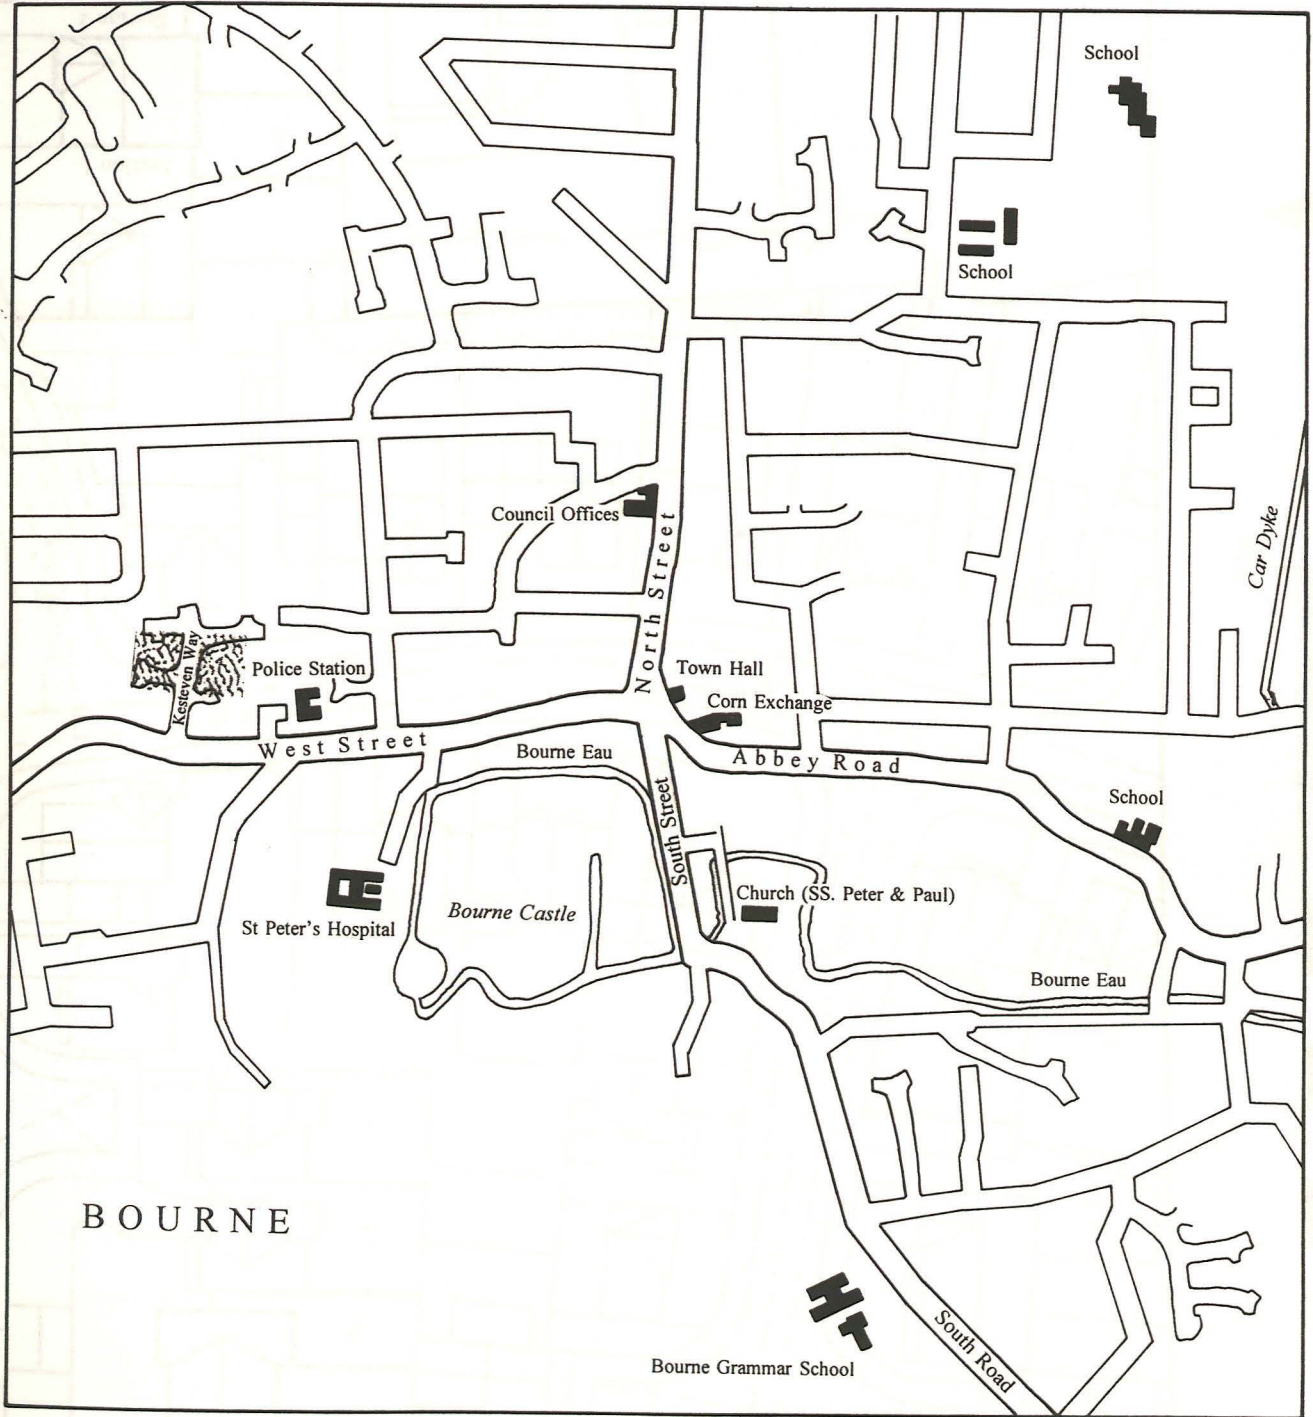 School
School
Council Offices
North Street
Car Dyke
Kesteven Way
Police Station
Town Hall
Corn Exchange
West Street
Bourne Eau
Abbey Road
South Street
School
Church (SS. Peter & Paul)
Bourne Castle
St Peter's Hospital
Bourne Eau
BOURNE
South Road
Bourne Grammar School